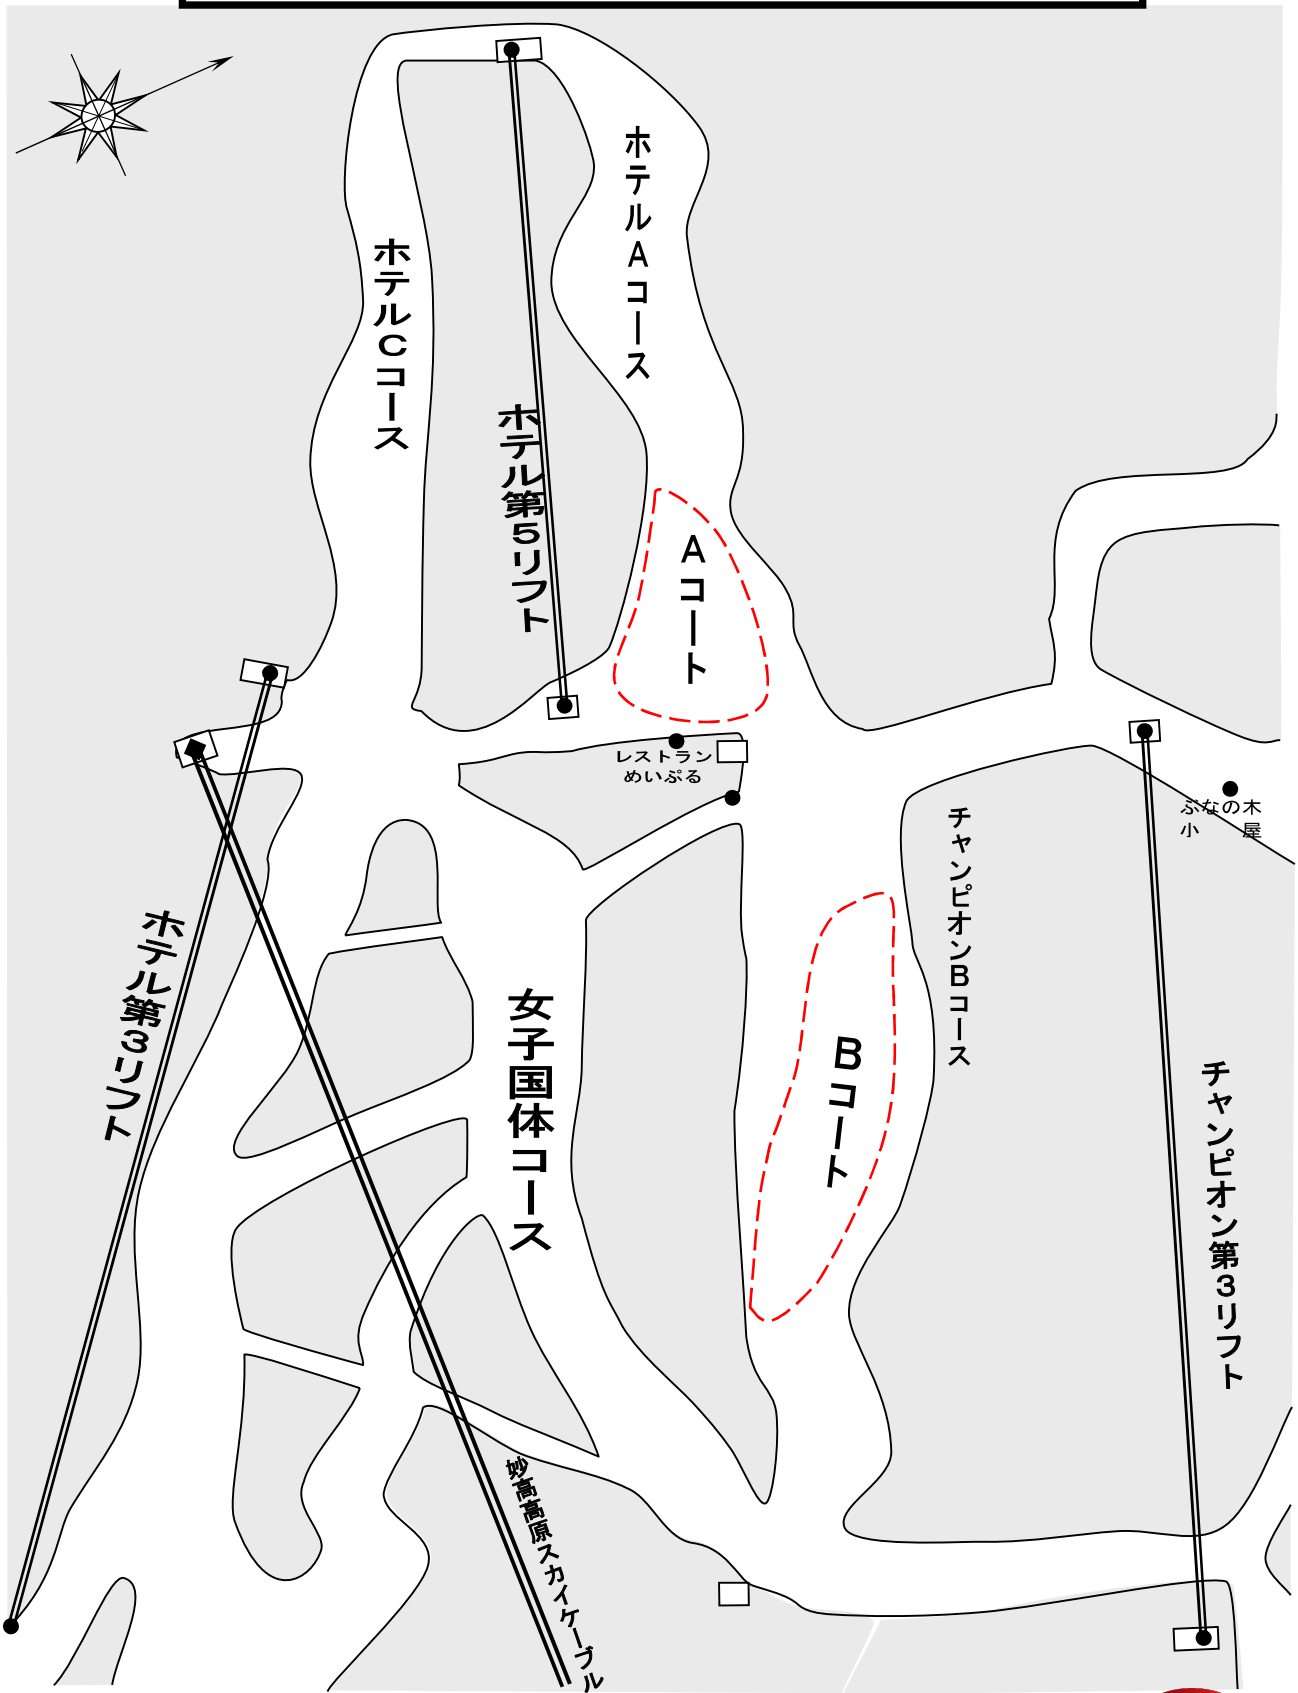 ホテルAコース
ホテルCコース
ホテル第5リフト
Aコート
レストラン
めいぷる
ぶなの木
小　屋
チャンピオンBコース
ホテル第3リフト
女子国体コース
Bコート
チャンピオン第3リフト
妙高高原スカイケーブル